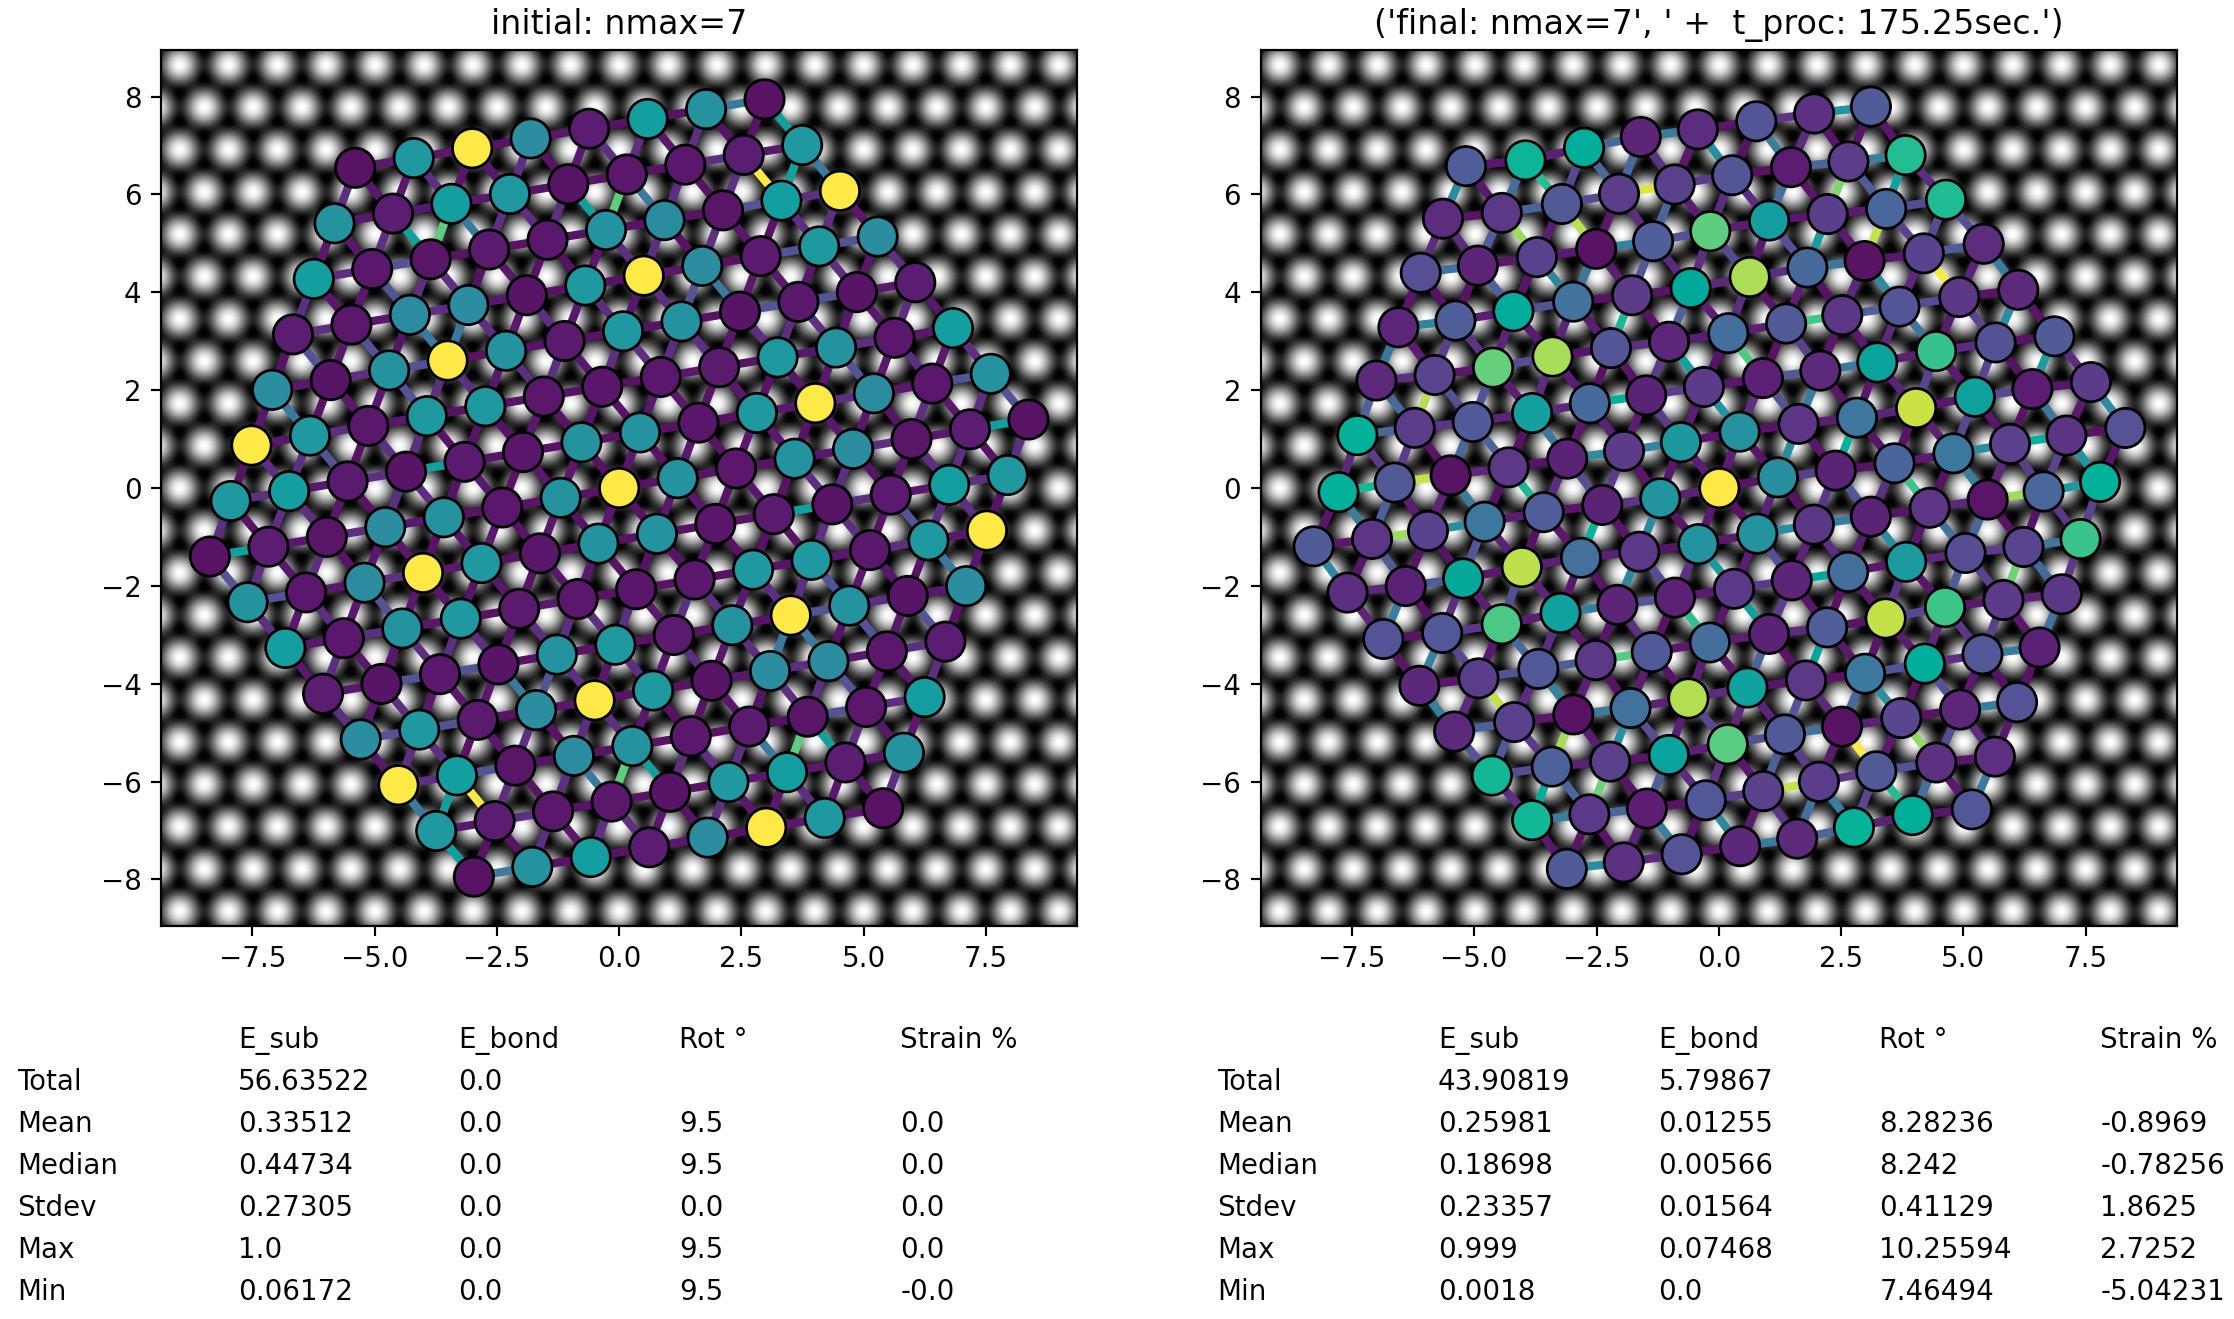 initial: nmax=7
('final: nmax=7', ' +  t_proc: 175.25sec.')
8
6
4
2
0
−2
−4
−6
−8
−7.5 −5.0 −2.5 0.0 2.5 5.0 7.5
8
6
4
2
0
−2
−4
−6
−8
−7.5 −5.0 −2.5 0.0 2.5 5.0 7.5
E_sub E_bond Rot ° Strain %
Total 56.63522 0.0
Mean 0.33512 0.0 9.5 0.0
Median 0.44734 0.0 9.5 0.0
Stdev 0.27305 0.0 0.0 0.0
Max 1.0 0.0 9.5 0.0
Min 0.06172 0.0 9.5 -0.0
E_sub E_bond Rot ° Strain %
Total 43.90819 5.79867
Mean 0.25981 0.01255 8.28236 -0.8969
Median 0.18698 0.00566 8.242 -0.78256
Stdev 0.23357 0.01564 0.41129 1.8625
Max 0.999 0.07468 10.25594 2.7252
Min 0.0018 0.0 7.46494 -5.04231